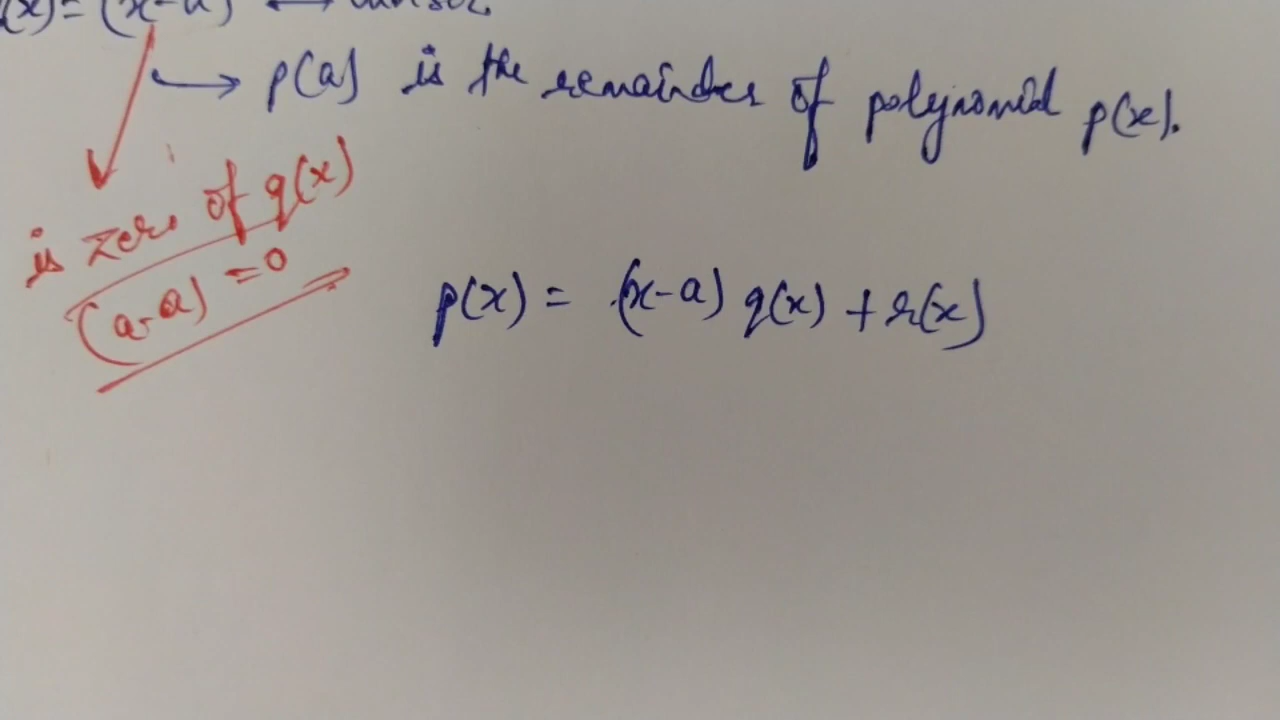 (x) = (x-a)
→ p(a) is the remainder of polynomial p(x).
is zero of q(x)
(a-a) = 0
p(x) = (x-a) q(x) + r(x)